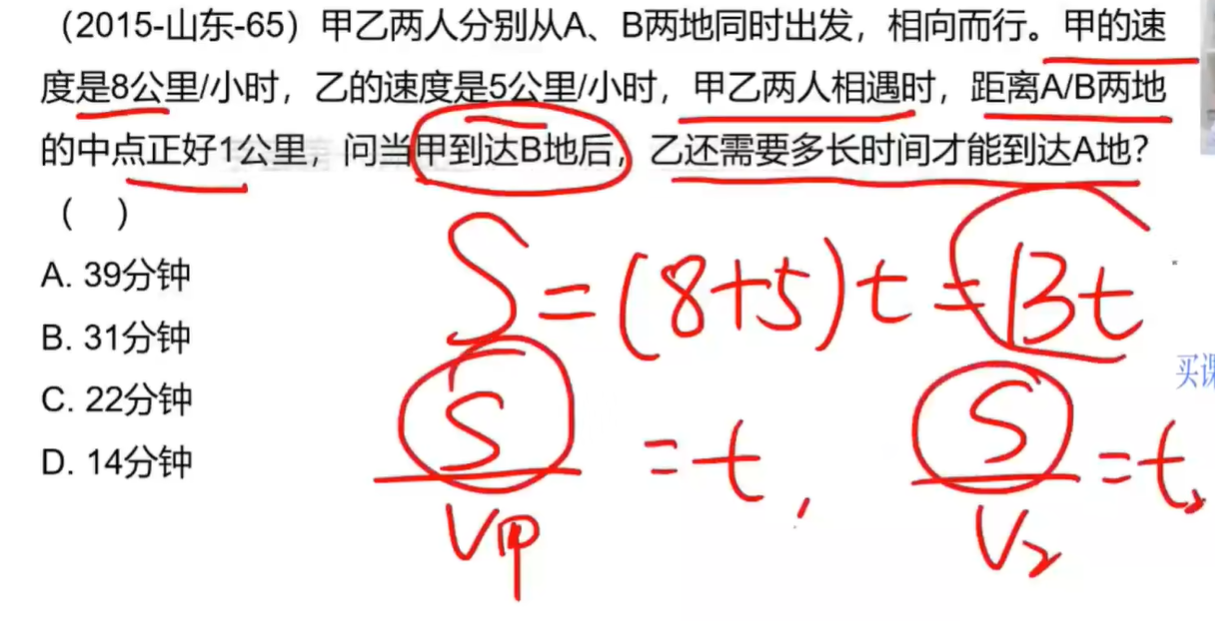 （2015-山东-65）甲乙两人分别从A、B两地同时出发，相向而行。甲的速
度是8公里/小时，乙的速度是5公里/小时，甲乙两人相遇时，距离A/B两地
的中点正好1公里，问当甲到达B地后，乙还需要多长时间才能到达A地？
（ ）
A. 39分钟
B. 31分钟
C. 22分钟
D. 14分钟
S=(8+5)t=13t
S/V甲=t, S/V乙=t₂
买课